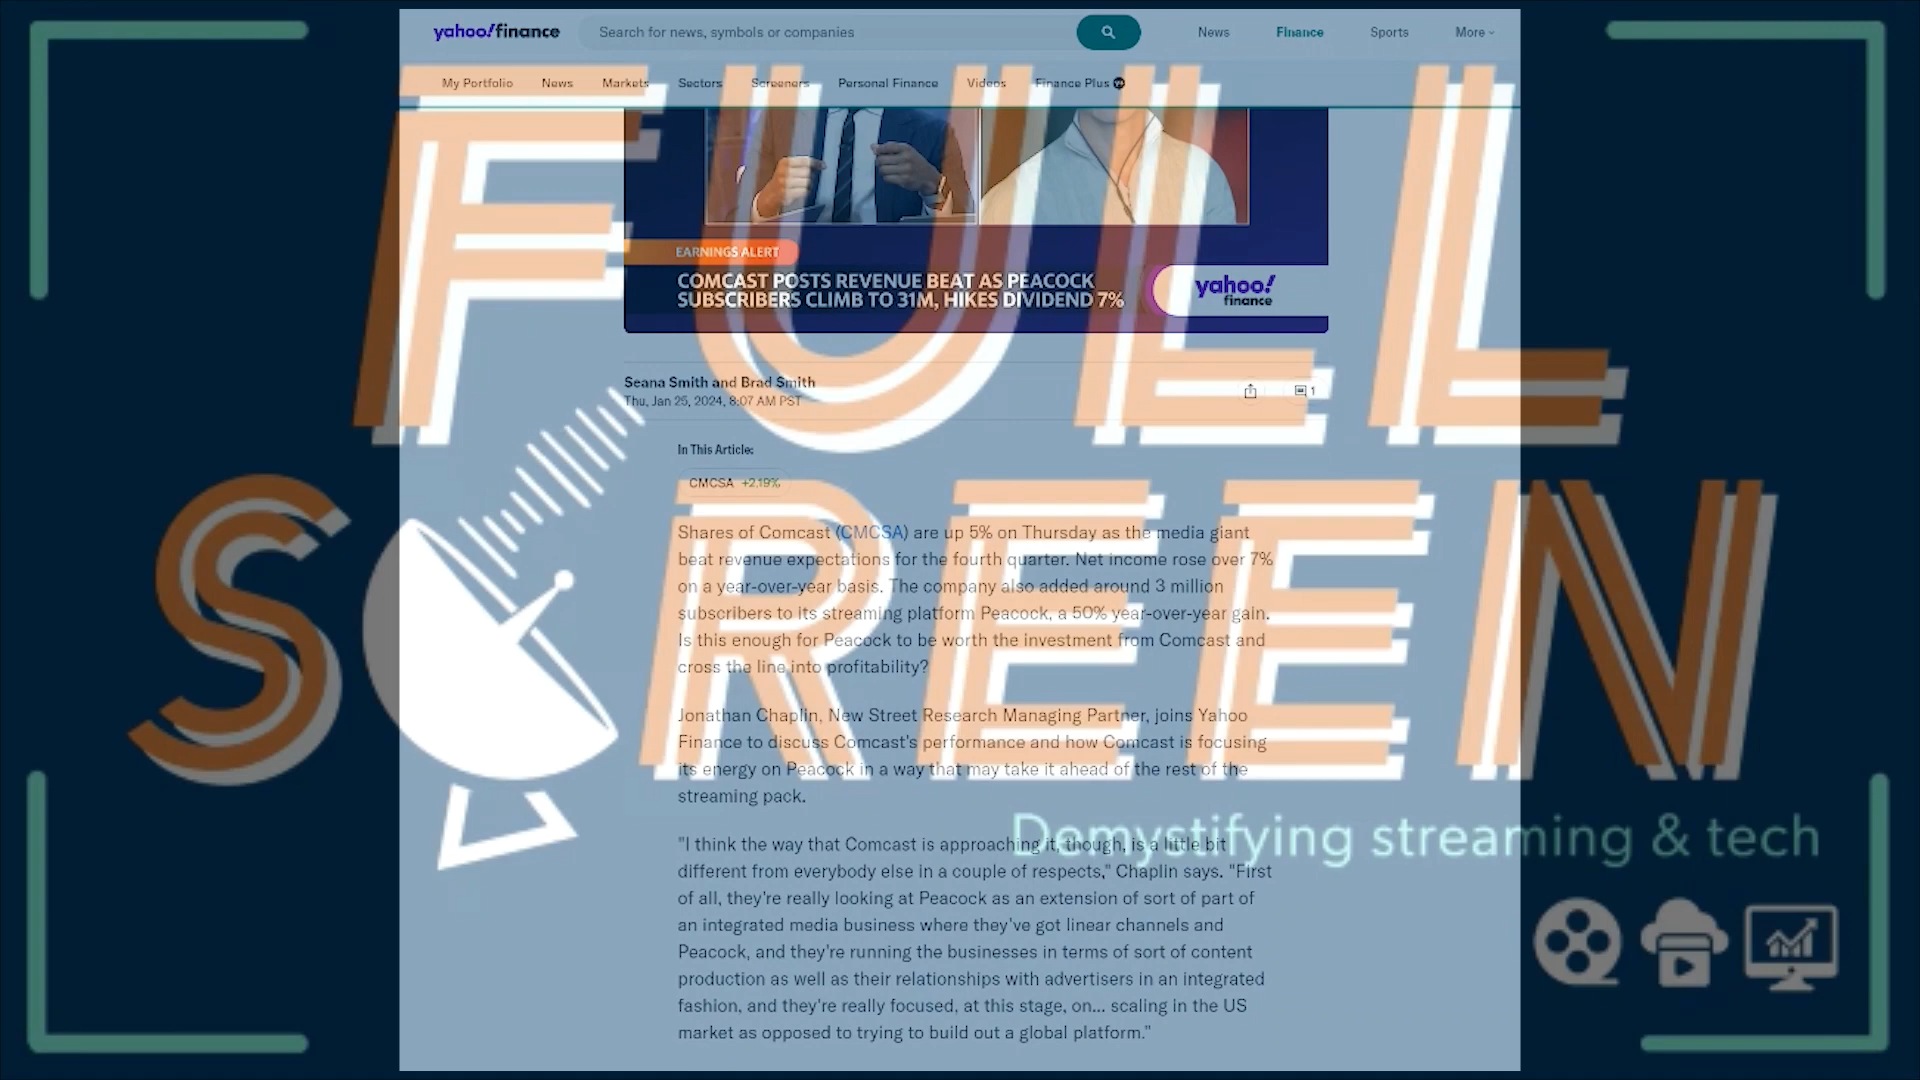 yahoo!finance
Search for news, symbols or companies
News
Finance
Sports
More
My Portfolio
News
Markets
Sectors
Screeners
Personal Finance
Videos
Finance Plus
FULL
SCREEN
EARNINGS ALERT
COMCAST POSTS REVENUE BEAT AS PEACOCK
SUBSCRIBERS CLIMB TO 31M, HIKES DIVIDEND 7%
yahoo!
finance
Seana Smith and Brad Smith
Thu, Jan 25, 2024, 8:07 AM PST
1
In This Article:
CMCSA +2.19%
Shares of Comcast (CMCSA) are up 5% on Thursday as the media giant
beat revenue expectations for the fourth quarter. Net income rose over 7%
on a year-over-year basis. The company also added around 3 million
subscribers to its streaming platform Peacock, a 50% year-over-year gain.
Is this enough for Peacock to be worth the investment from Comcast and
cross the line into profitability?
Jonathan Chaplin, New Street Research Managing Partner, joins Yahoo
Finance to discuss Comcast's performance and how Comcast is focusing
its energy on Peacock in a way that may take it ahead of the rest of the
streaming pack.
"I think the way that Comcast is approaching it, though, is a little bit
different from everybody else in a couple of respects," Chaplin says. "First
of all, they're really looking at Peacock as an extension of sort of part of
an integrated media business where they've got linear channels and
Peacock, and they're running the businesses in terms of sort of content
production as well as their relationships with advertisers in an integrated
fashion, and they're really focused, at this stage, on... scaling in the US
market as opposed to trying to build out a global platform."
Demystifying streaming & tech